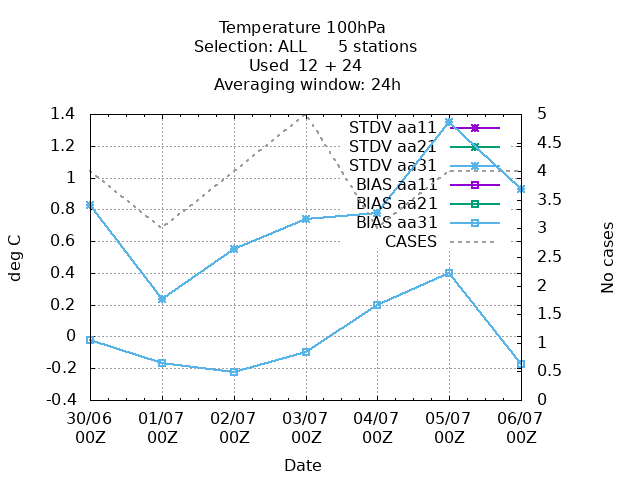 Temperature 100hPa
Selection: ALL      5 stations
Used  12 + 24
Averaging window: 24h
1.4
1.2
1
0.8
0.6
0.4
0.2
0
-0.2
-0.4
deg C
STDV aa11
STDV aa21
STDV aa31
BIAS aa11
BIAS aa21
BIAS aa31
CASES
5
4.5
4
3.5
3
2.5
2
1.5
1
0.5
0
No cases
30/06 01/07 02/07 03/07 04/07 05/07 06/07
00Z 00Z 00Z 00Z 00Z 00Z 00Z
Date